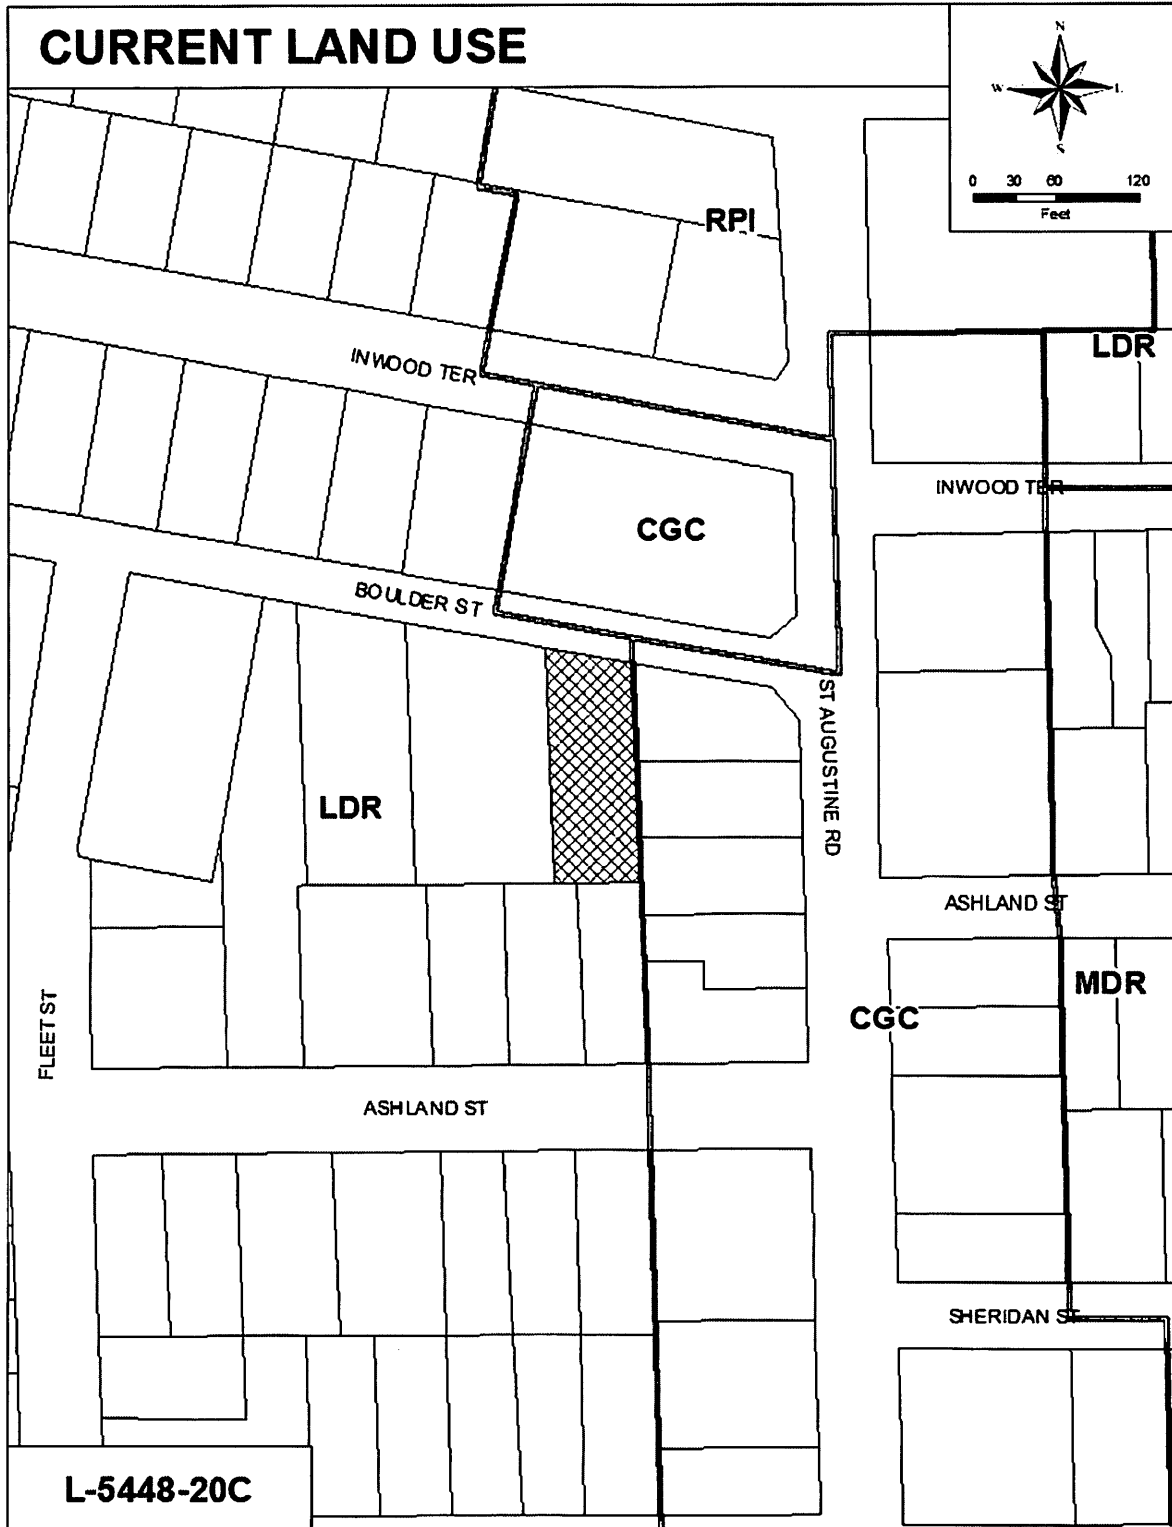 CURRENT LAND USE
N
W
E
S
0 30 60 120
Feet
RPI
LDR
INWOOD TER
INWOOD TER
CGC
BOULDER ST
ST AUGUSTINE RD
LDR
ASHLAND ST
MDR
CGC
FLEET ST
ASHLAND ST
SHERIDAN ST
L-5448-20C